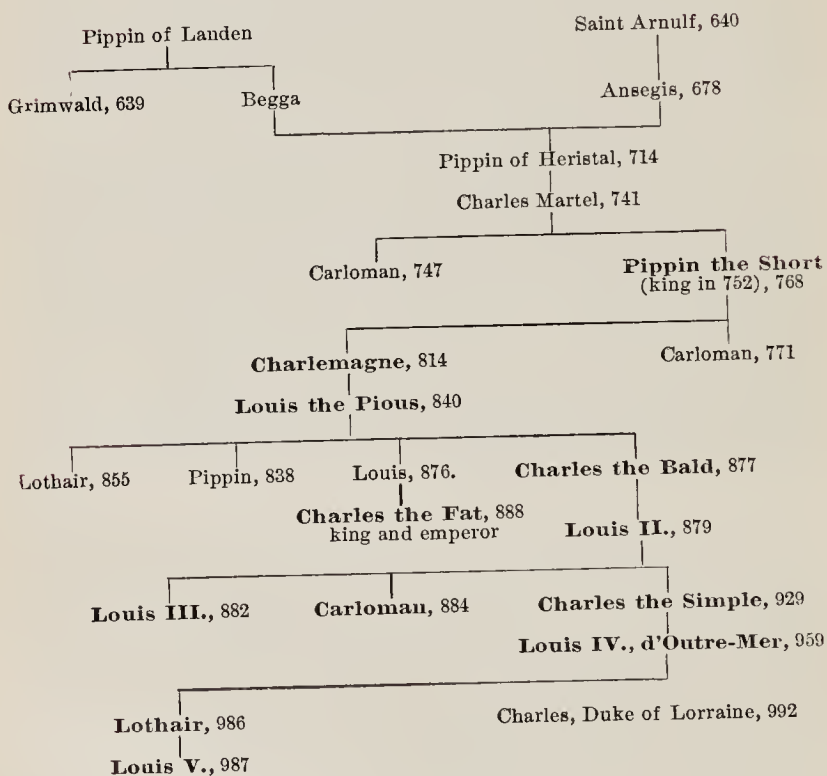 Pippin of Landen
Saint Arnulf, 640
Grimwald, 639
Begga
Ansegis, 678
Pippin of Heristal, 714
Charles Martel, 741
Carloman, 747
Pippin the Short
(king in 752), 768
Charlemagne, 814
Carloman, 771
Louis the Pious, 840
Lothair, 855
Pippin, 838
Louis, 876.
Charles the Bald, 877
Charles the Fat, 888
king and emperor
Louis II., 879
Louis III., 882
Carloman, 884
Charles the Simple, 929
Louis IV., d'Outre-Mer, 959
Lothair, 986
Charles, Duke of Lorraine, 992
Louis V., 987